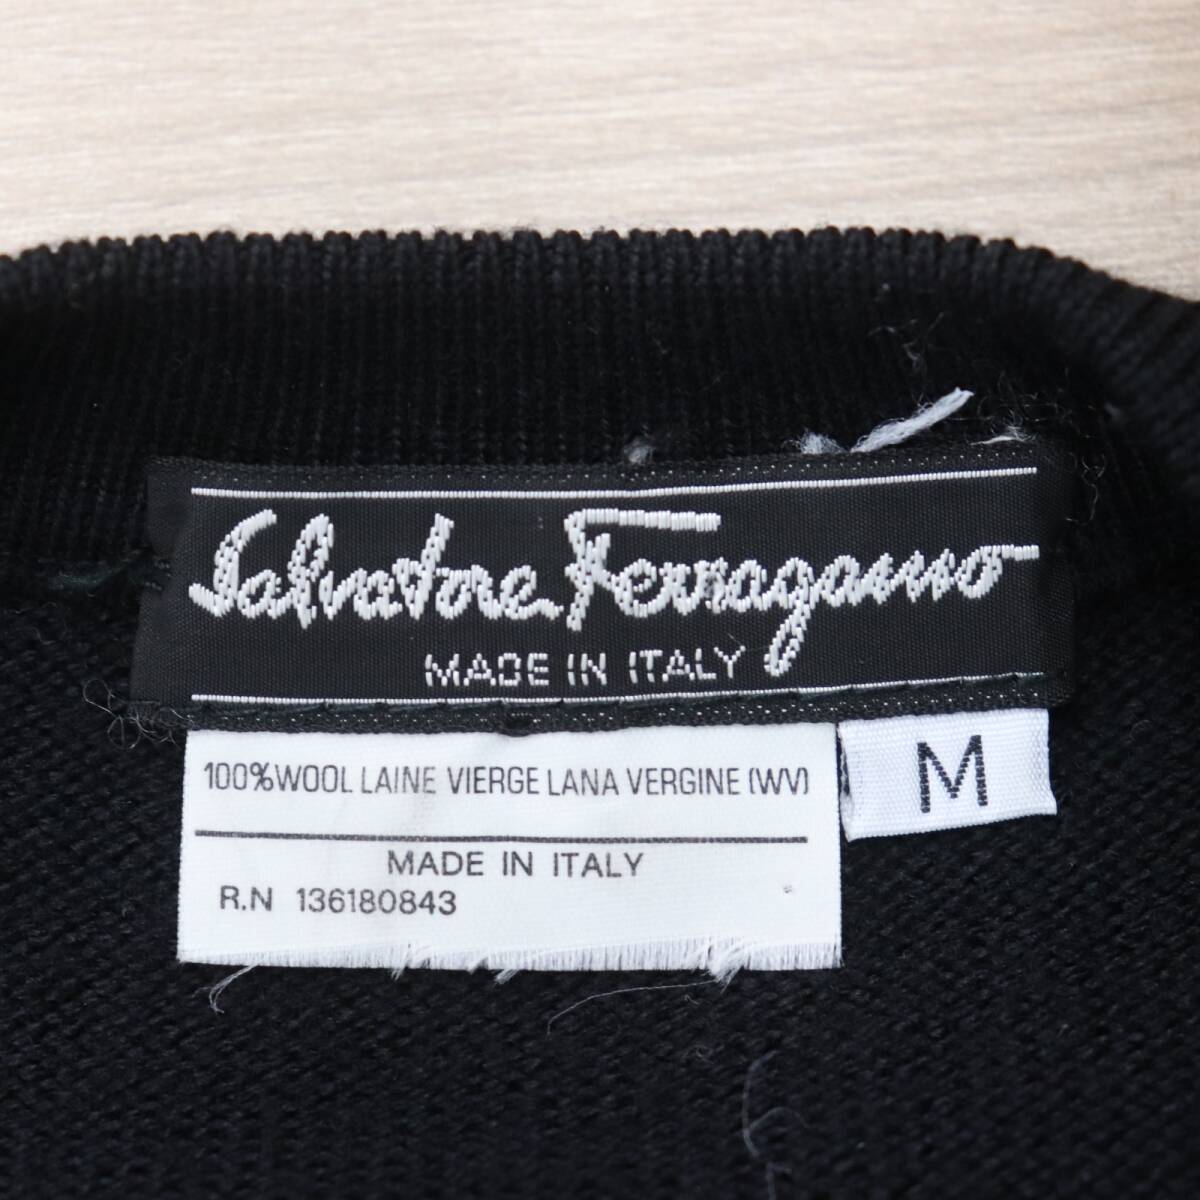 Salvatore Ferragamo
MADE IN ITALY
100% WOOL LAINE VIERGE LANA VERGINE (WV)
M
MADE IN ITALY
R.N 136180843